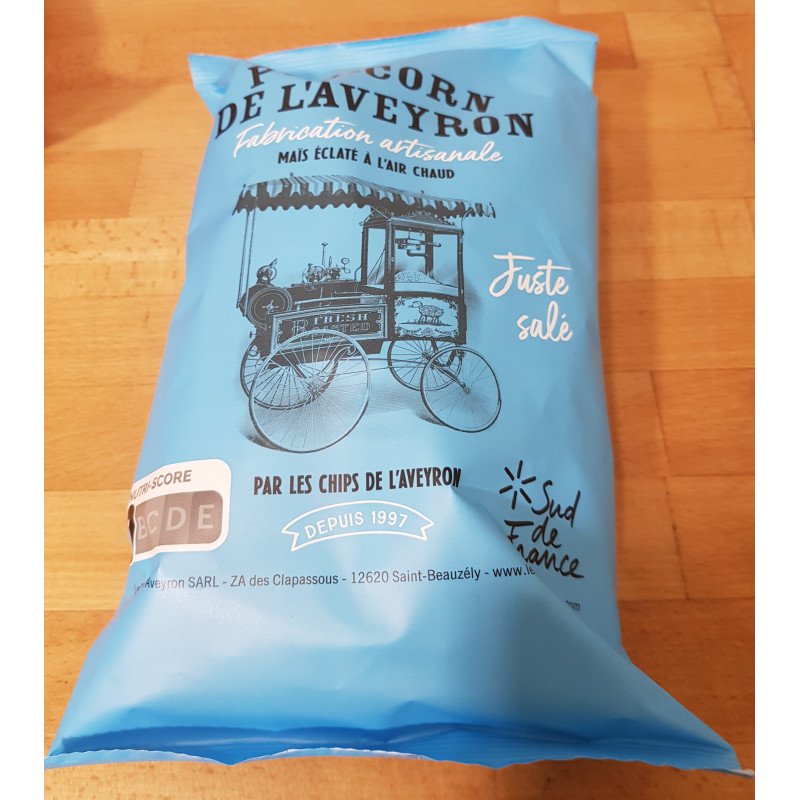 CORN
DE L'AVEYRON
Fabrication artisanale
MAÏS ÉCLATÉ À L'AIR CHAUD
Juste
salé
FRESH
NUTRI-SCORE
B C D E
PAR LES CHIPS DE L'AVEYRON
DEPUIS 1997
Sud
de
France
Aveyron SARL - ZA des Clapassous - 12620 Saint-Beauzély - www.le